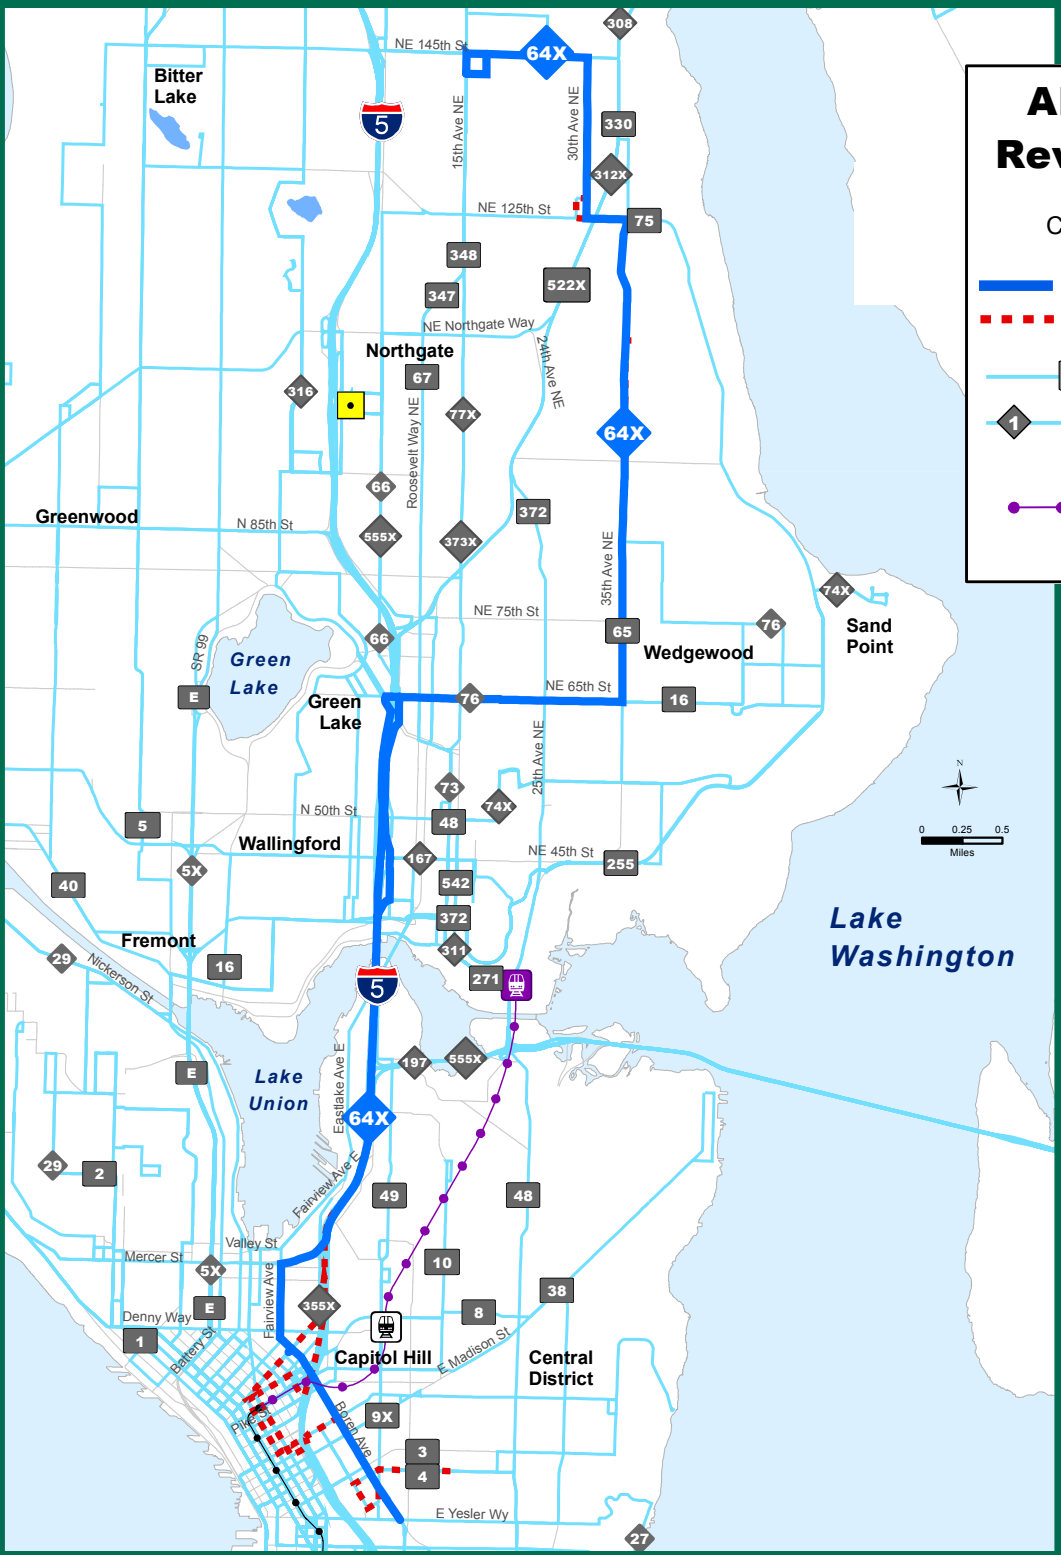 308
NE 145th St
64X
Bitter
Lake
Al
5
15th Ave NE
30th Ave NE
330
Rev
312X
NE 125th St
75
C
348
522X
347
NE Northgate Way
24th Ave NE
Northgate
67
316
77X
Roosevelt Way NE
1
64X
66
372
Greenwood
N 85th St
555X
373X
35th Ave NE
74X
NE 75th St
76
Sand
Point
65
66
SR 99
Wedgewood
Green
Lake
E
Green
Lake
76
NE 65th St
16
25th Ave NE
N
73
74X
N 50th St
5
48
0 0.25 0.5
Miles
Wallingford
167
NE 45th St
255
5X
40
542
Lake
Washington
372
Fremont
311
29
16
Nickerson St
271
5
197
555X
E
Lake
Union
Eastlake Ave E
64X
29
2
Fairview Ave E
49
48
Valley St
Mercer St
5X
10
Fairview Ave
38
E
355X
8
Denny Way
1
Battery St
Capitol Hill
E Madison St
Central
District
Pike St
9X
Boren Ave
3
4
E Yesler Wy
27